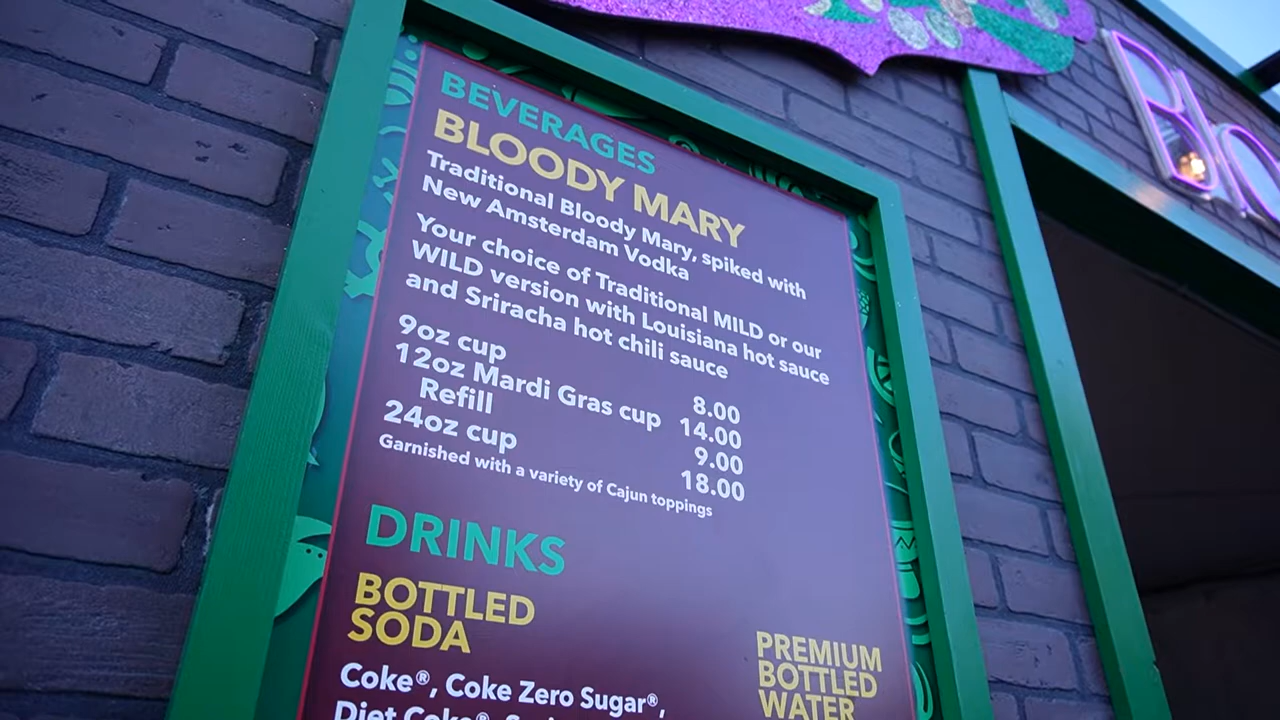 BEVERAGES
BLOODY MARY
Traditional Bloody Mary, spiked with
New Amsterdam Vodka
Your choice of Traditional MILD or our
WILD version with Louisiana hot sauce
and Sriracha hot chili sauce
9oz cup 8.00
12oz Mardi Gras cup 14.00
Refill 9.00
24oz cup 18.00
Garnished with a variety of Cajun toppings
DRINKS
BOTTLED
SODA
Coke®, Coke Zero Sugar®,
Diet Coke®,
PREMIUM
BOTTLED
WATER
Blo